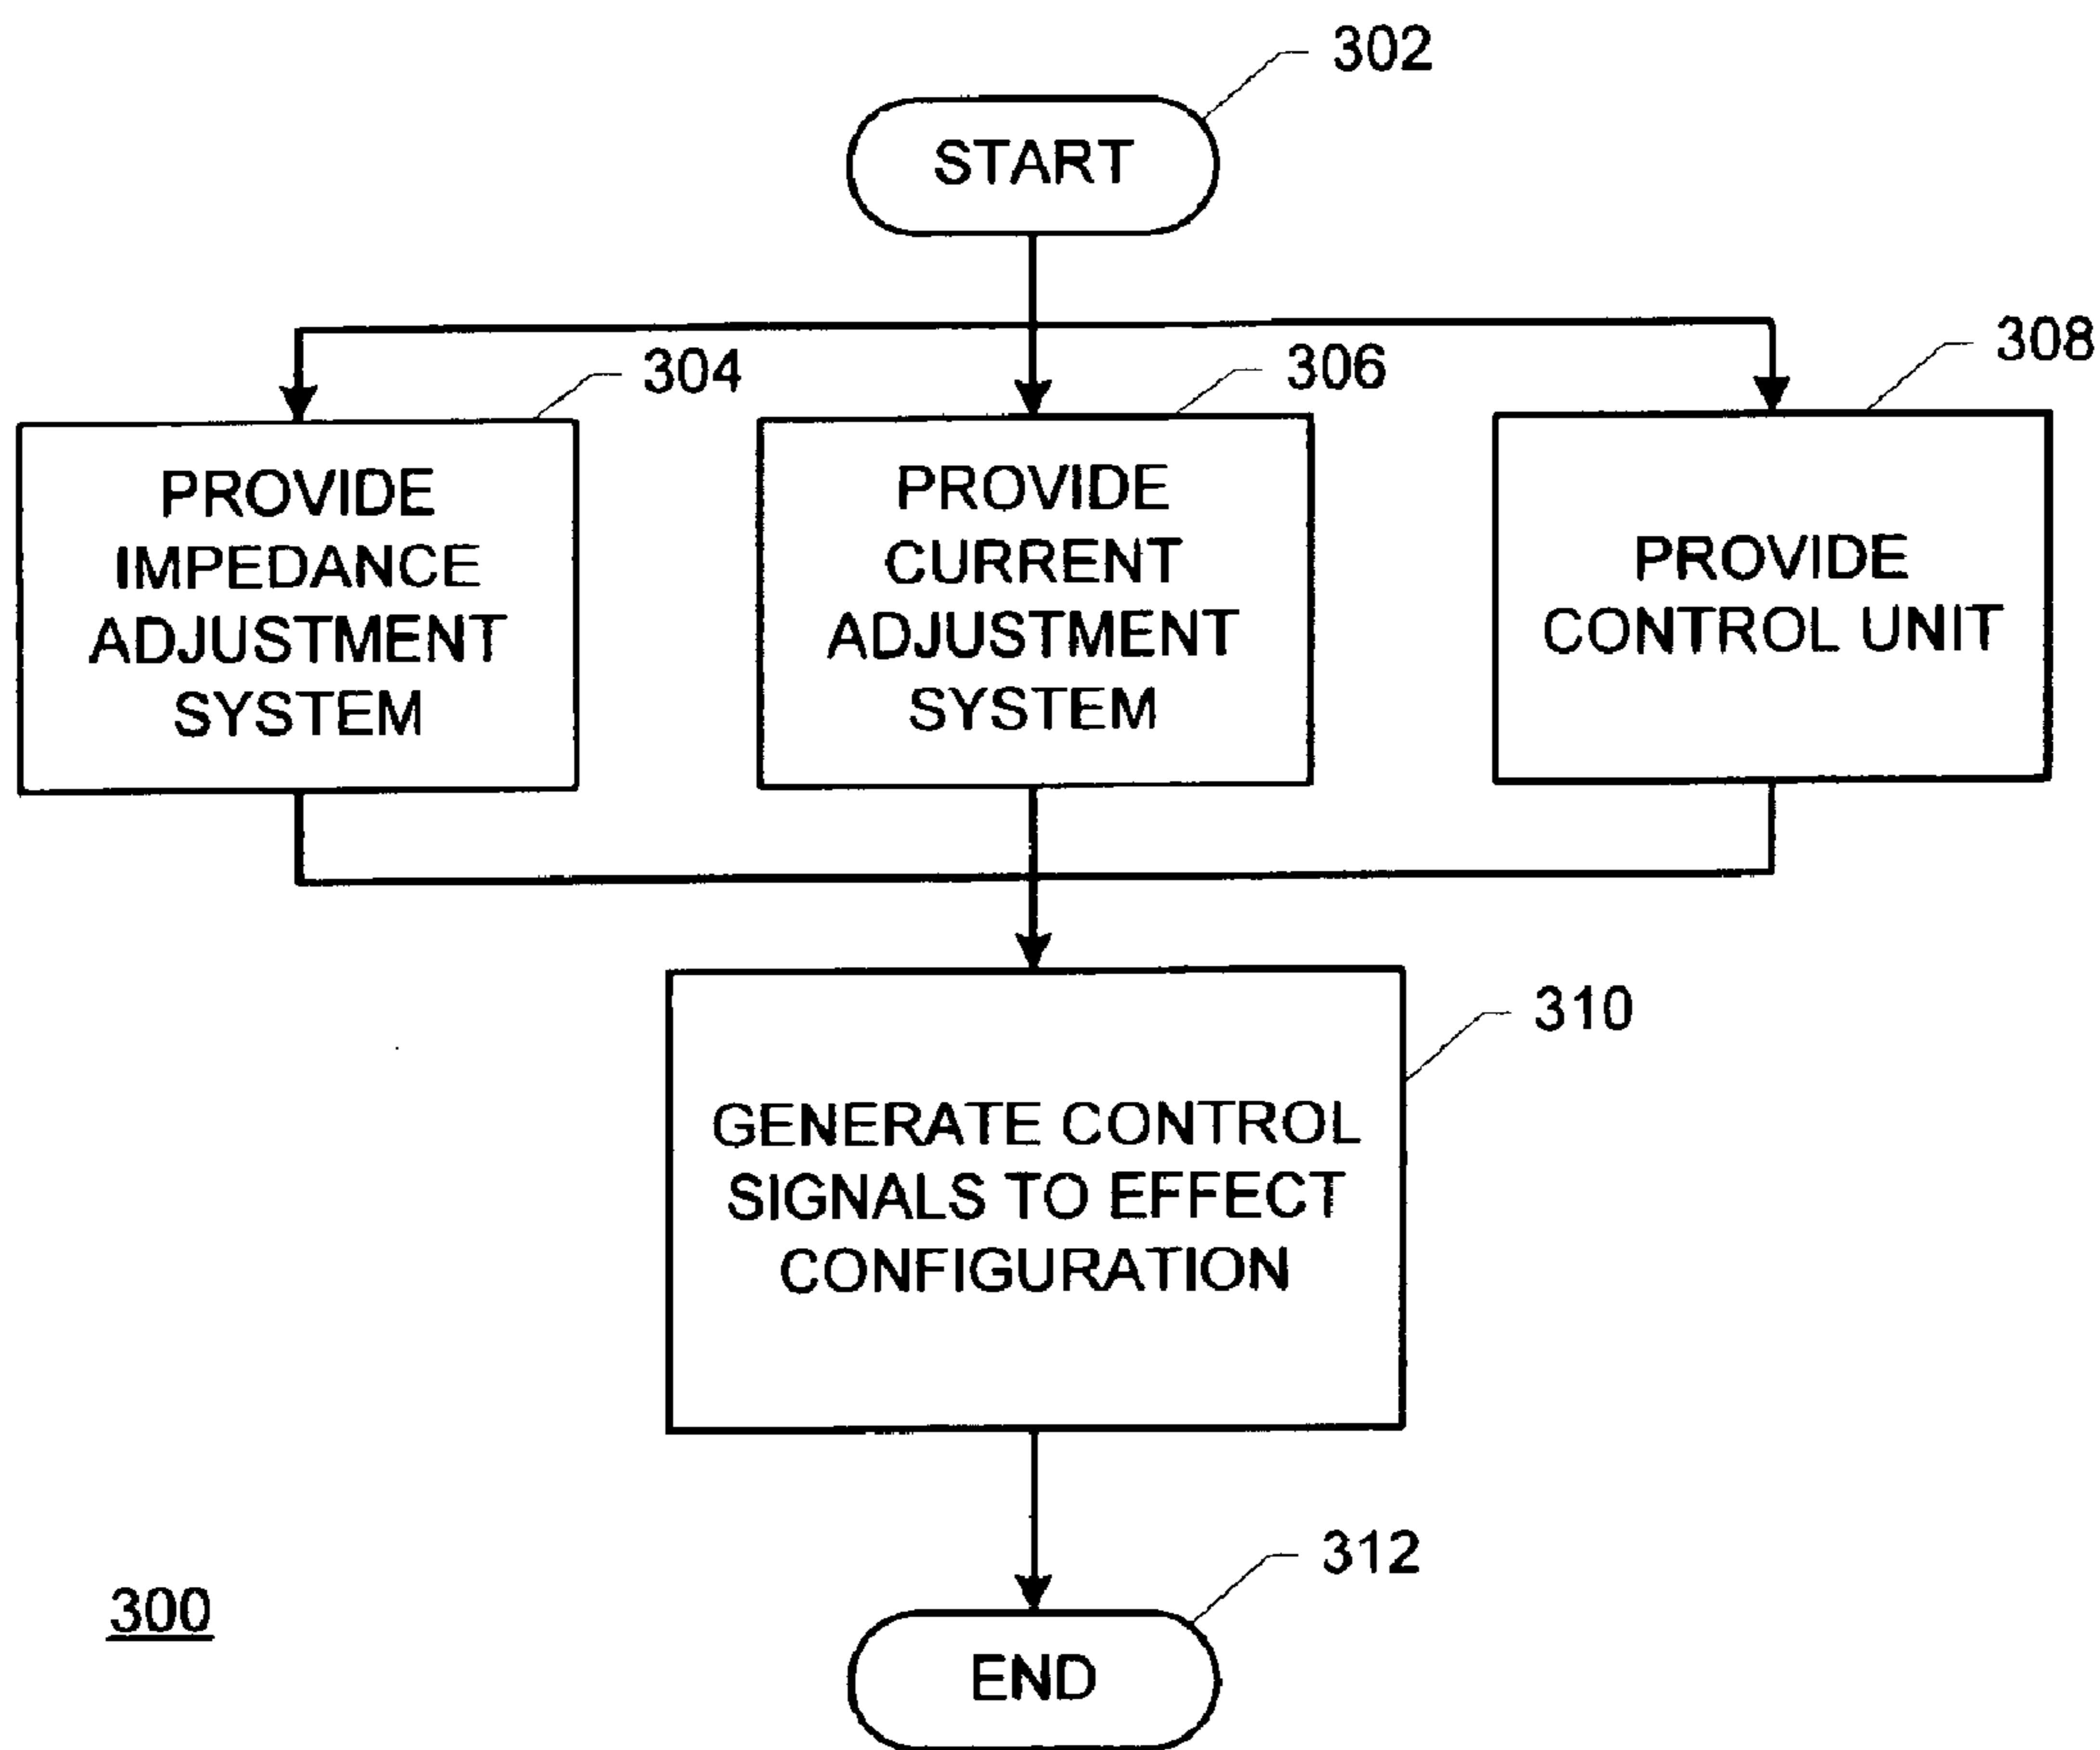 302
START
304
306
308
PROVIDE
IMPEDANCE
ADJUSTMENT
SYSTEM
PROVIDE
CURRENT
ADJUSTMENT
SYSTEM
PROVIDE
CONTROL UNIT
310
GENERATE CONTROL
SIGNALS TO EFFECT
CONFIGURATION
312
300
END